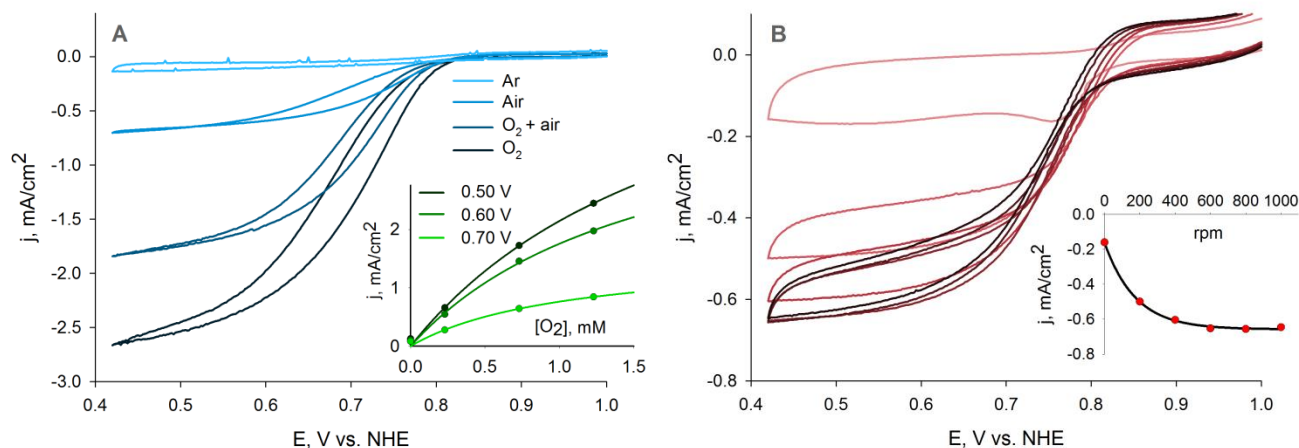 A
0.0
-0.5
-1.0
-1.5
-2.0
-2.5
-3.0
j, mA/cm2
0.4 0.5 0.6 0.7 0.8 0.9 1.0
E, V vs. NHE
Ar
Air
O2 + air
O2
0.50 V
0.60 V
0.70 V
2
1
0
j, mA/cm2
[O2], mM
0.0 0.5 1.0 1.5
B
0.0
-0.2
-0.4
-0.6
-0.8
j, mA/cm2
0.4 0.5 0.6 0.7 0.8 0.9 1.0
E, V vs. NHE
0 200 400 600 800 1000
rpm
0.0
-0.2
-0.4
-0.6
-0.8
j, mA/cm2